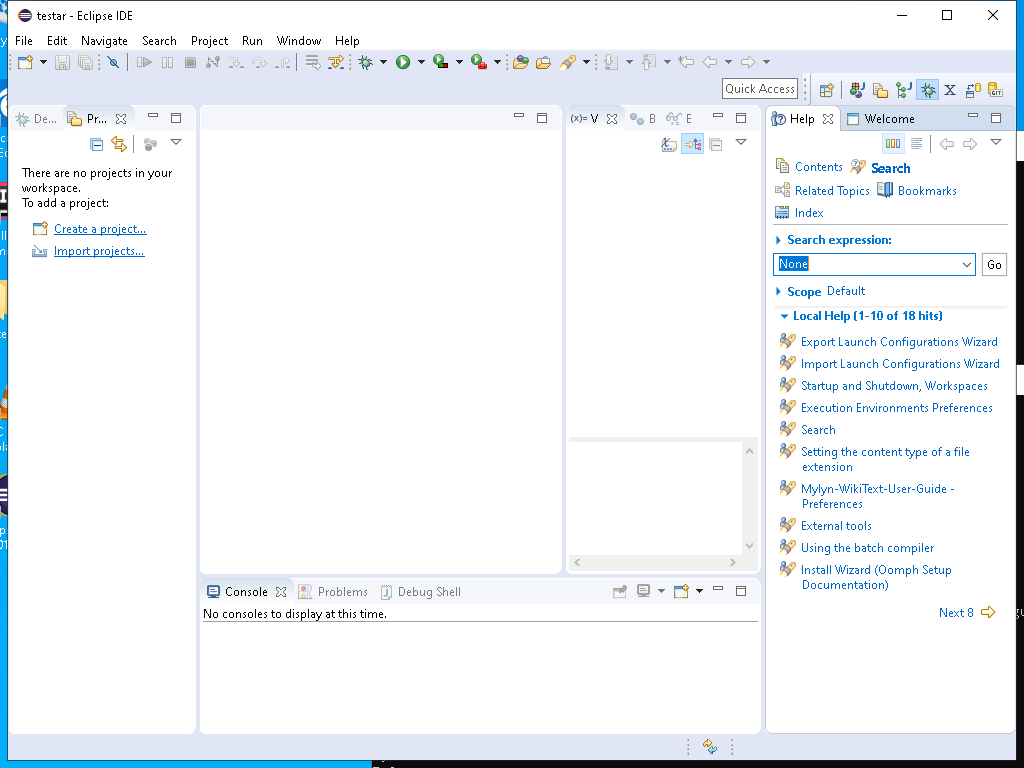 testar - Eclipse IDE
File Edit Navigate Search Project Run Window Help
Quick Access
De... Pr...
There are no projects in your
workspace.
To add a project:
Create a project...
Import projects...
(x)= V B E
Console Problems Debug Shell
No consoles to display at this time.
Help Welcome
Contents Search
Related Topics Bookmarks
Index
Search expression:
None Go
Scope Default
Local Help (1-10 of 18 hits)
Export Launch Configurations Wizard
Import Launch Configurations Wizard
Startup and Shutdown, Workspaces
Execution Environments Preferences
Search
Setting the content type of a file
extension
Mylyn-WikiText-User-Guide -
Preferences
External tools
Using the batch compiler
Install Wizard (Oomph Setup
Documentation)
Next 8